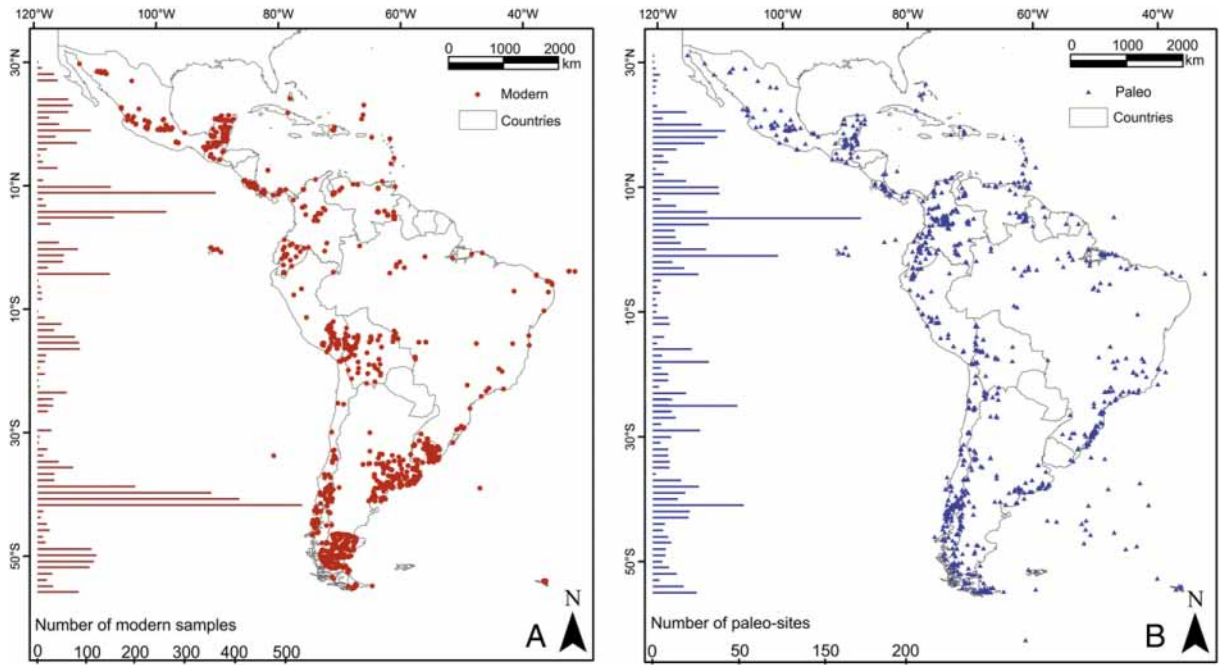 120°W 100°W 80°W 60°W 40°W
30°N
10°N
10°S
30°S
50°S
0 1000 2000
km
Modern
Countries
N
A
Number of modern samples
0 100 200 300 400 500
120°W 100°W 80°W 60°W 40°W
30°N
10°N
10°S
30°S
50°S
0 1000 2000
km
Paleo
Countries
N
B
Number of paleo-sites
0 50 150 200